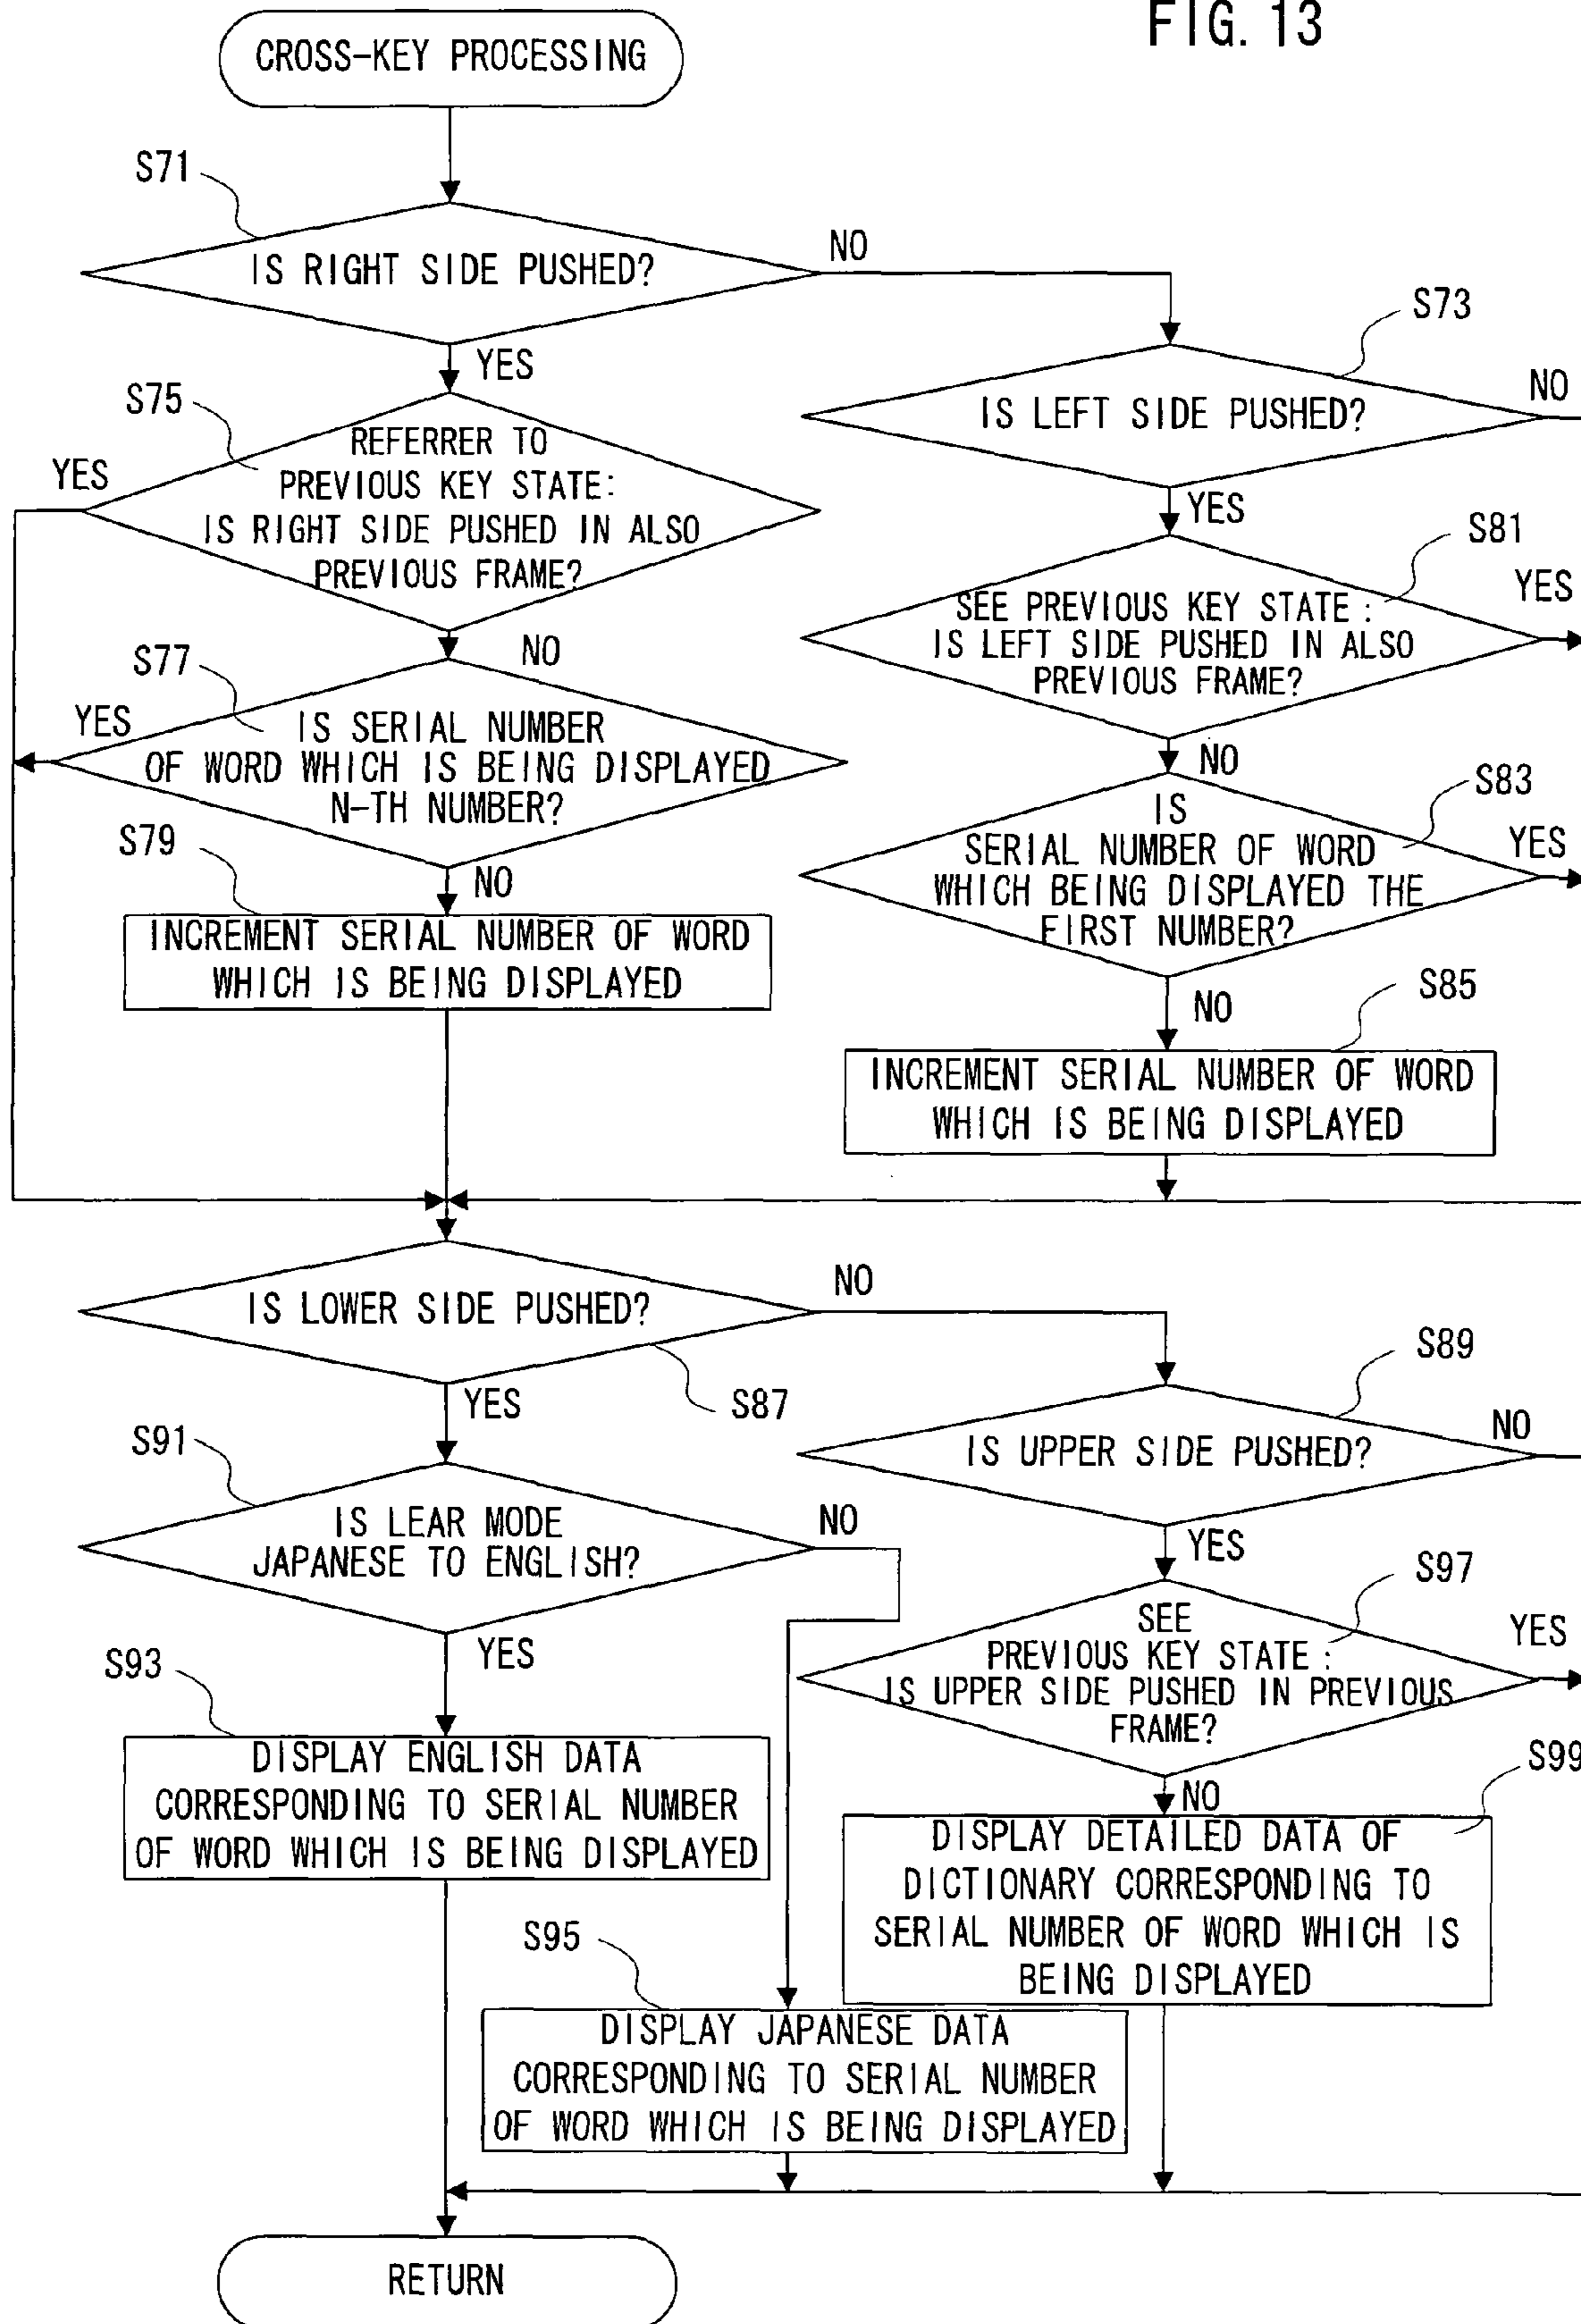 FIG. 13
CROSS-KEY PROCESSING
S71
IS RIGHT SIDE PUSHED?
NO
YES
S73
IS LEFT SIDE PUSHED?
NO
YES
S75
REFERRER TO
PREVIOUS KEY STATE:
IS RIGHT SIDE PUSHED IN ALSO
PREVIOUS FRAME?
YES
NO
S77
IS SERIAL NUMBER
OF WORD WHICH IS BEING DISPLAYED
N-TH NUMBER?
YES
NO
S79
INCREMENT SERIAL NUMBER OF WORD
WHICH IS BEING DISPLAYED
S81
SEE PREVIOUS KEY STATE :
IS LEFT SIDE PUSHED IN ALSO
PREVIOUS FRAME?
YES
NO
S83
IS
SERIAL NUMBER OF WORD
WHICH BEING DISPLAYED THE
FIRST NUMBER?
YES
NO
S85
INCREMENT SERIAL NUMBER OF WORD
WHICH IS BEING DISPLAYED
IS LOWER SIDE PUSHED?
NO
YES
S87
S89
IS UPPER SIDE PUSHED?
NO
YES
S91
IS LEAR MODE
JAPANESE TO ENGLISH?
NO
YES
S93
DISPLAY ENGLISH DATA
CORRESPONDING TO SERIAL NUMBER
OF WORD WHICH IS BEING DISPLAYED
S97
SEE
PREVIOUS KEY STATE :
IS UPPER SIDE PUSHED IN PREVIOUS
FRAME?
YES
NO
S99
DISPLAY DETAILED DATA OF
DICTIONARY CORRESPONDING TO
SERIAL NUMBER OF WORD WHICH IS
BEING DISPLAYED
S95
DISPLAY JAPANESE DATA
CORRESPONDING TO SERIAL NUMBER
OF WORD WHICH IS BEING DISPLAYED
RETURN